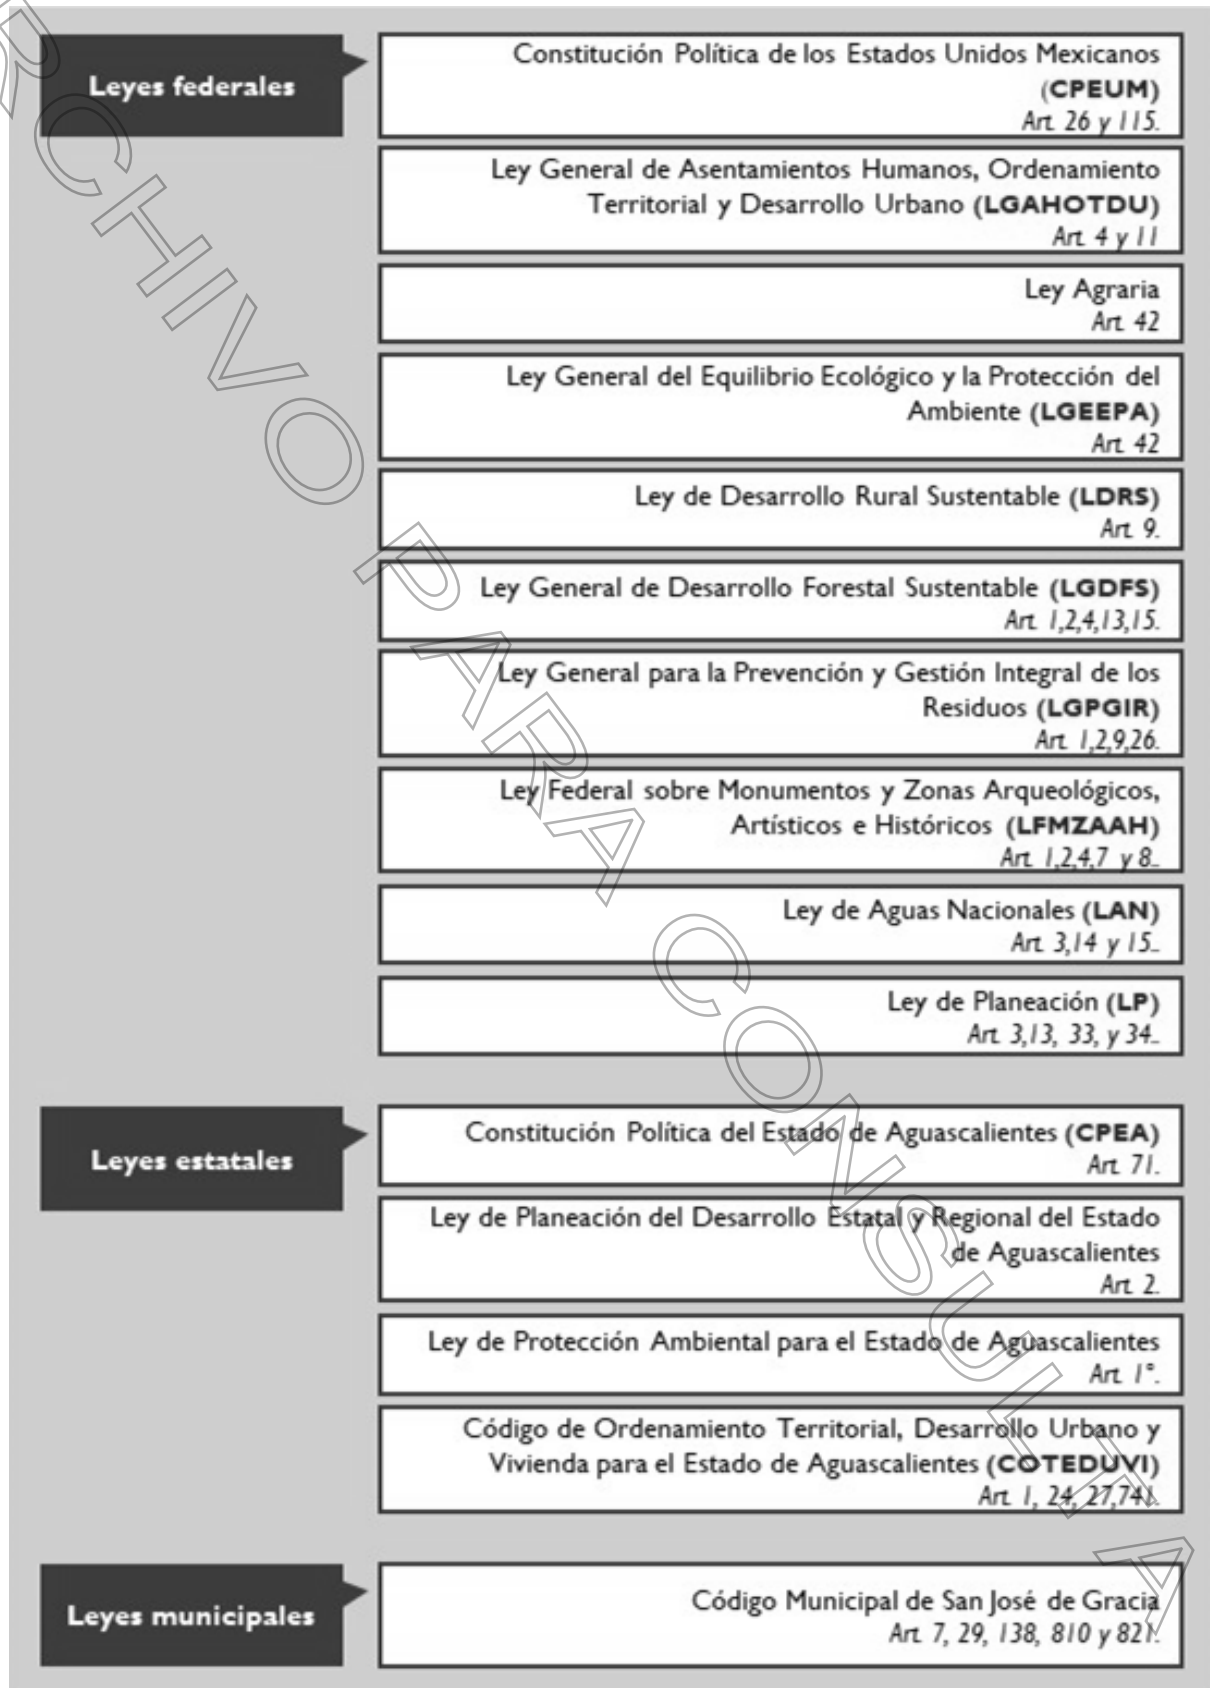 Leyes federales
Constitución Política de los Estados Unidos Mexicanos
(CPEUM)
Art. 26 y 115.
Ley General de Asentamientos Humanos, Ordenamiento
Territorial y Desarrollo Urbano (LGAHOTDU)
Art. 4 y 11
Ley Agraria
Art. 42
Ley General del Equilibrio Ecológico y la Protección del
Ambiente (LGEEPA)
Art. 42
Ley de Desarrollo Rural Sustentable (LDRS)
Art. 9.
Ley General de Desarrollo Forestal Sustentable (LGDFS)
Art. 1,2,4,13,15.
Ley General para la Prevención y Gestión Integral de los
Residuos (LGPGIR)
Art. 1,2,9,26.
Ley Federal sobre Monumentos y Zonas Arqueológicos,
Artísticos e Históricos (LFMZAAH)
Art. 1,2,4,7 y 8..
Ley de Aguas Nacionales (LAN)
Art. 3,14 y 15..
Ley de Planeación (LP)
Art. 3,13, 33, y 34..
Leyes estatales
Constitución Política del Estado de Aguascalientes (CPEA)
Art. 71.
Ley de Planeación del Desarrollo Estatal y Regional del Estado
de Aguascalientes
Art. 2.
Ley de Protección Ambiental para el Estado de Aguascalientes
Art. 1°.
Código de Ordenamiento Territorial, Desarrollo Urbano y
Vivienda para el Estado de Aguascalientes (COTEDUVI)
Art. 1, 24, 27,741.
Leyes municipales
Código Municipal de San José de Gracia
Art. 7, 29, 138, 810 y 821.
RCHIVO PARA CONSULTA